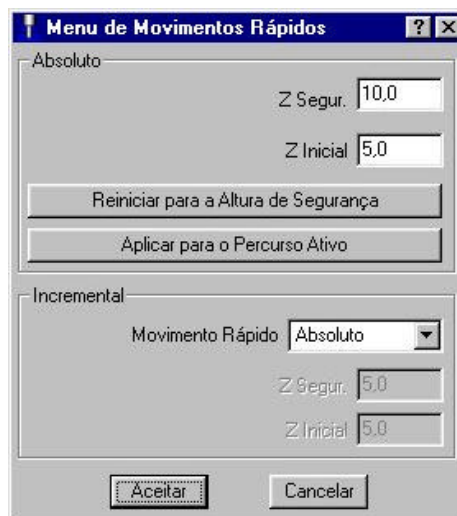 Menu de Movimentos Rápidos
Absoluto
Z Segur. 10,0
Z Inicial 5,0
Reiniciar para a Altura de Segurança
Aplicar para o Percurso Ativo
Incremental
Movimento Rápido Absoluto
Z Segur. 5,0
Z Inicial 5,0
Aceitar Cancelar